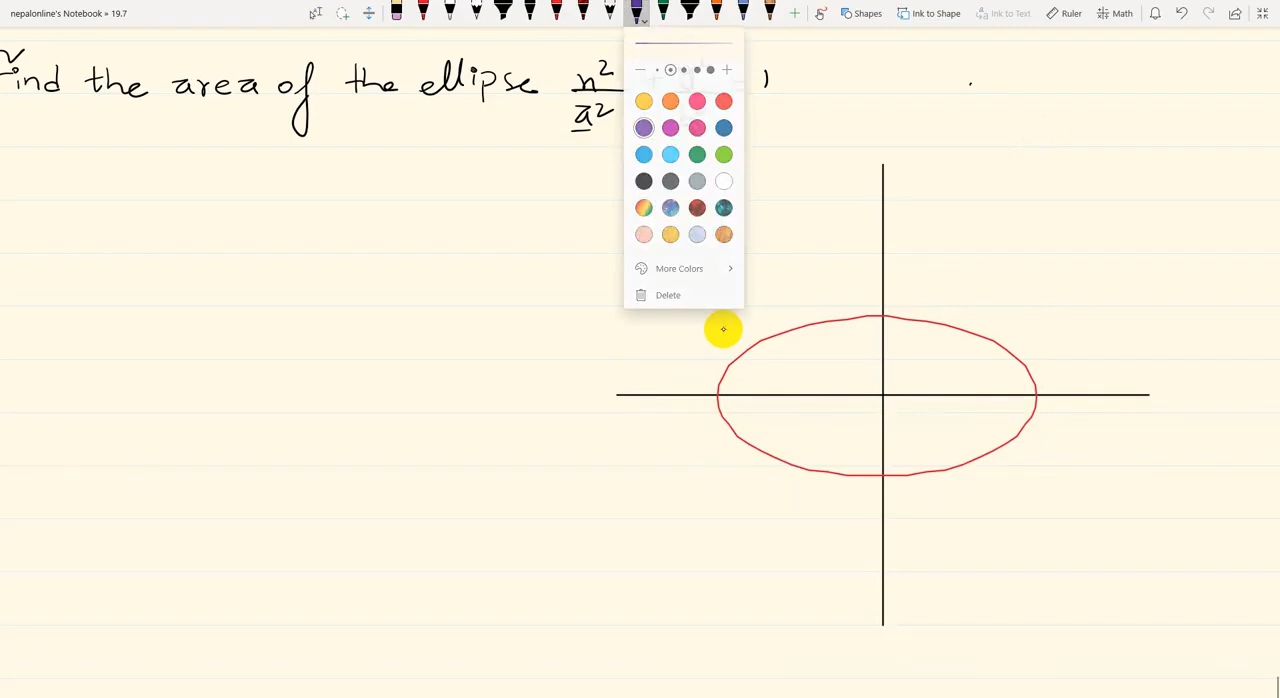 nepalonline's Notebook » 19.7
Shapes
Ink to Shape
Ink to Text
Ruler
Math
Find the area of the ellipse x²/a²
More Colors
Delete